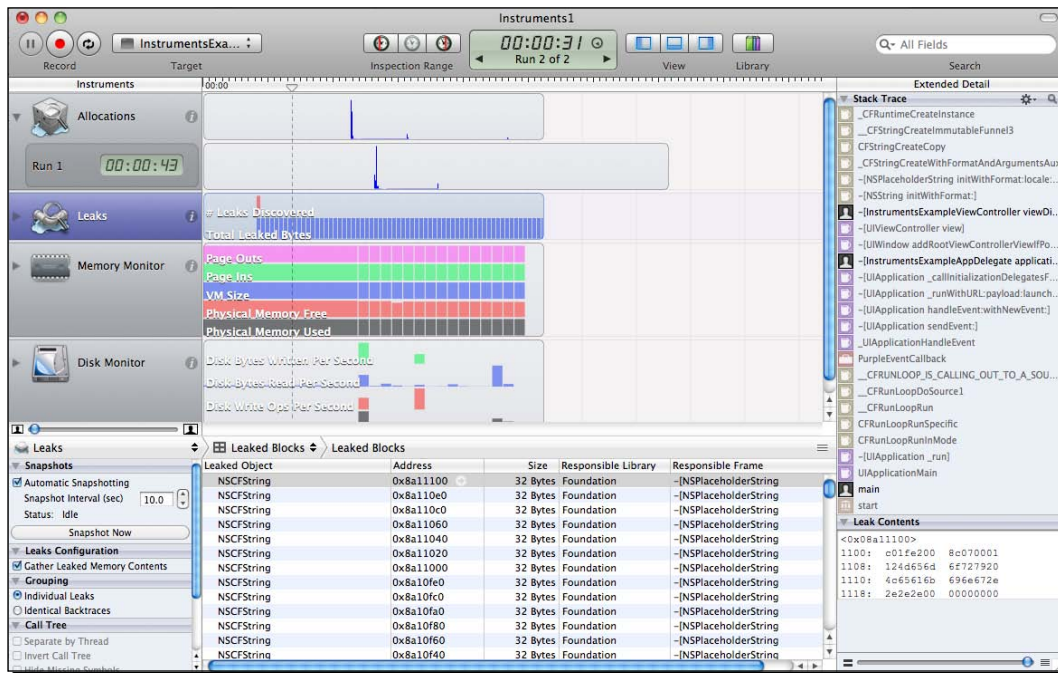 Instruments1
InstrumentsExa...
00:00:31
Run 2 of 2
All Fields
Record
Target
Inspection Range
View
Library
Search
Instruments
00:00
Extended Detail
Allocations
Run 1
00:00:43
Leaks
# Leaks Discovered
Total Leaked Bytes
Memory Monitor
Page Outs
Page Ins
VM Size
Physical Memory Free
Physical Memory Used
Disk Monitor
Disk Bytes Written Per Second
Disk Bytes Read Per Second
Disk Write Ops Per Second
Stack Trace
_CFRuntimeCreateInstance
__CFStringCreateImmutableFunnel3
CFStringCreateCopy
_CFStringCreateWithFormatAndArgumentsAux
-[NSPlaceholderString initWithFormat:locale:...
-[NSString initWithFormat:]
-[InstrumentsExampleViewController viewDi...
-[UIViewController view]
-[UIWindow addRootViewControllerViewIfPo...
-[InstrumentsExampleAppDelegate applicati...
-[UIApplication _callInitializationDelegatesF...
-[UIApplication _runWithURL:payload:launch...
-[UIApplication handleEvent:withNewEvent:]
-[UIApplication sendEvent:]
_UIApplicationHandleEvent
PurpleEventCallback
__CFRUNLOOP_IS_CALLING_OUT_TO_A_SOU...
__CFRunLoopDoSource1
__CFRunLoopRun
CFRunLoopRunSpecific
CFRunLoopRunInMode
-[UIApplication _run]
UIApplicationMain
main
start
Leak Contents
<0x08a11100>
1100: c01fe200 8c070001
1108: 124d656d 6f727920
1110: 4c65616b 696e672e
1118: 2e2e2e00 00000000
Leaks
Snapshots
Automatic Snapshotting
Snapshot Interval (sec) 10.0
Status: Idle
Snapshot Now
Leaks Configuration
Gather Leaked Memory Contents
Grouping
Individual Leaks
Identical Backtraces
Call Tree
Separate by Thread
Invert Call Tree
Hide Missing Symbols
Leaked Blocks Leaked Blocks
Leaked Object Address Size Responsible Library Responsible Frame
NSCFString 0x8a11100 32 Bytes Foundation -[NSPlaceholderString
NSCFString 0x8a110e0 32 Bytes Foundation -[NSPlaceholderString
NSCFString 0x8a110c0 32 Bytes Foundation -[NSPlaceholderString
NSCFString 0x8a11060 32 Bytes Foundation -[NSPlaceholderString
NSCFString 0x8a11040 32 Bytes Foundation -[NSPlaceholderString
NSCFString 0x8a11020 32 Bytes Foundation -[NSPlaceholderString
NSCFString 0x8a11000 32 Bytes Foundation -[NSPlaceholderString
NSCFString 0x8a10fe0 32 Bytes Foundation -[NSPlaceholderString
NSCFString 0x8a10fc0 32 Bytes Foundation -[NSPlaceholderString
NSCFString 0x8a10fa0 32 Bytes Foundation -[NSPlaceholderString
NSCFString 0x8a10f80 32 Bytes Foundation -[NSPlaceholderString
NSCFString 0x8a10f60 32 Bytes Foundation -[NSPlaceholderString
NSCFString 0x8a10f40 32 Bytes Foundation -[NSPlaceholderString